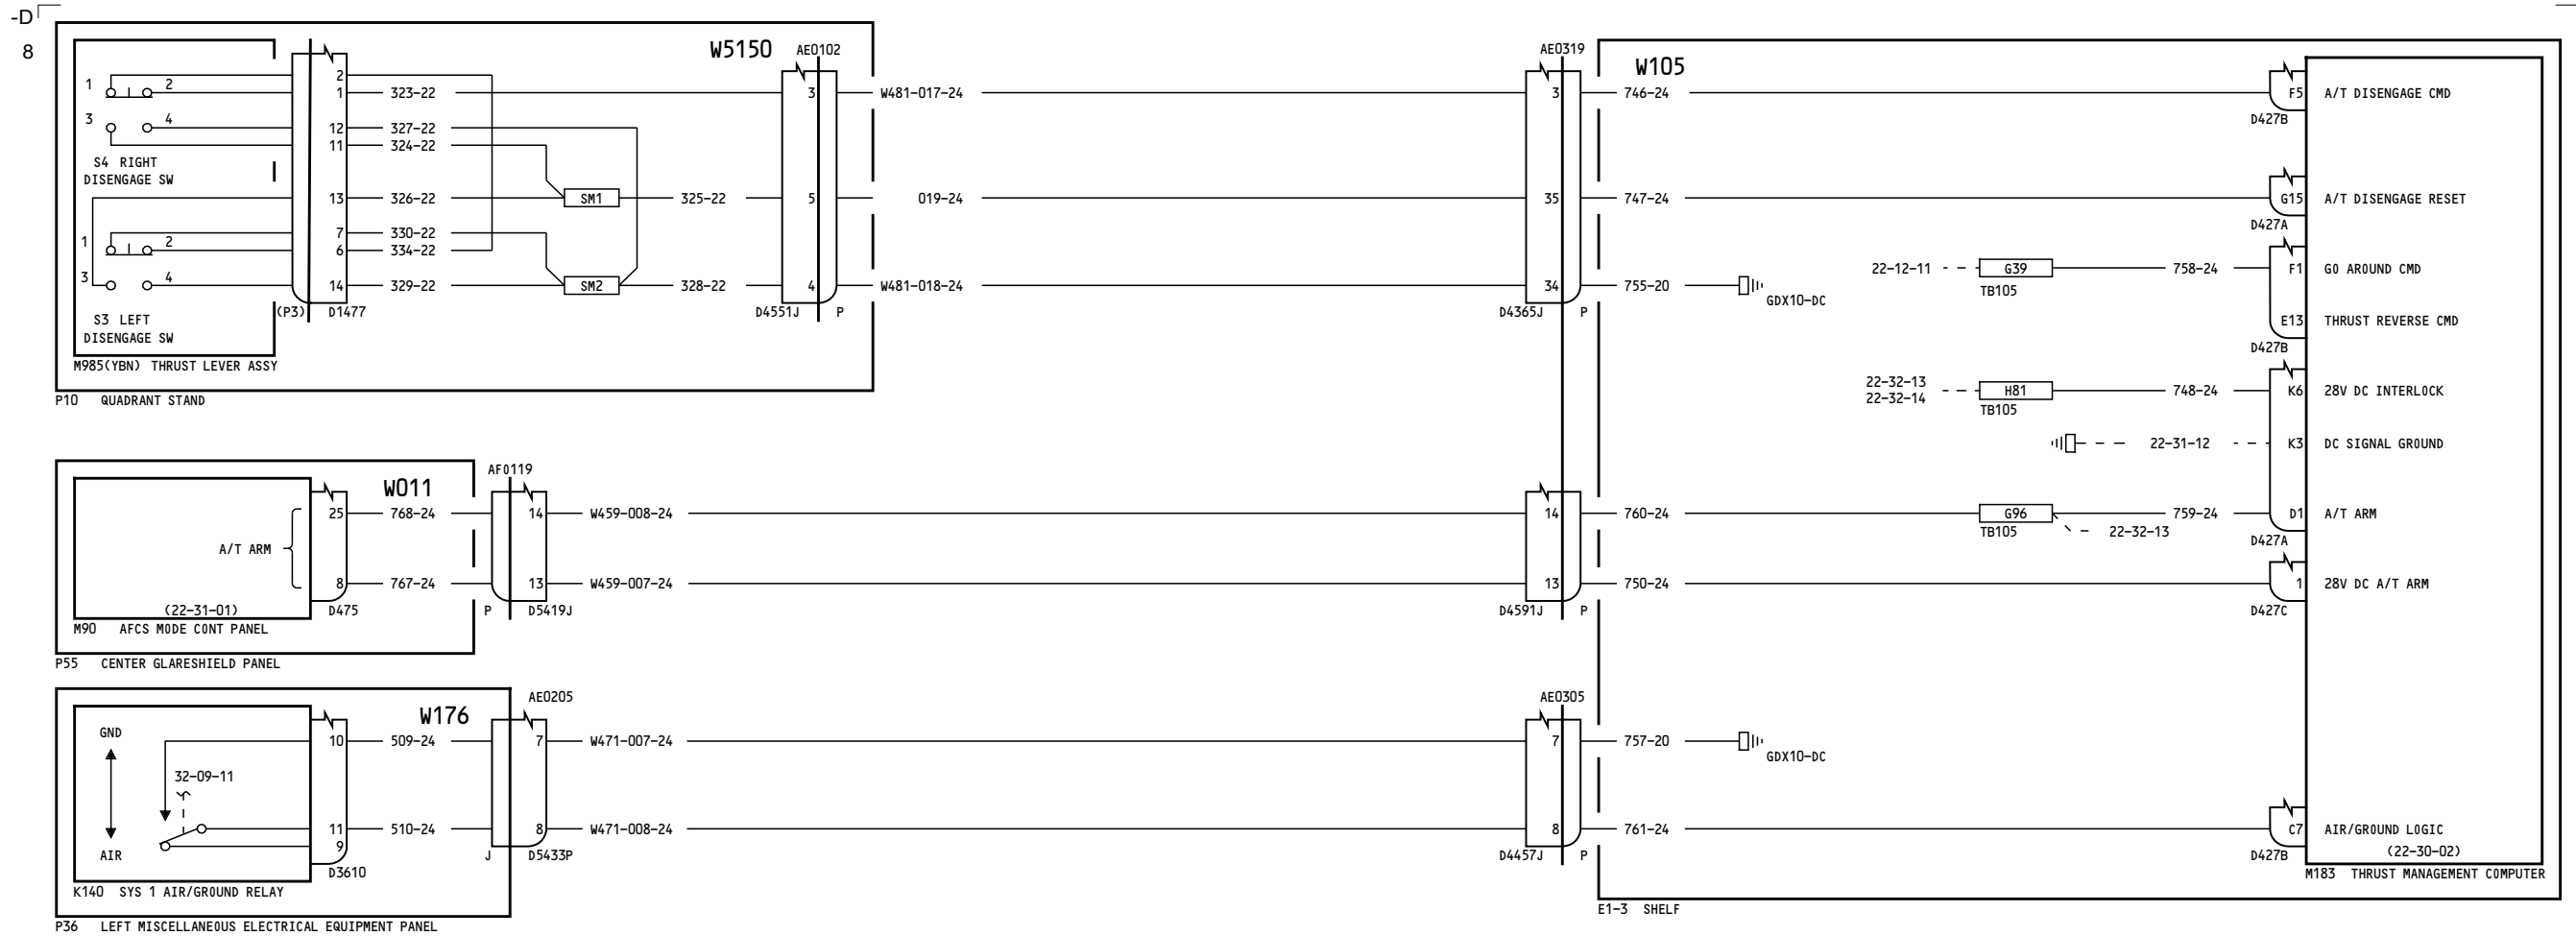 -D
8
W5150
AE0102
AE0319
W105
1
2
2
1
323-22
3
W481-017-24
3
746-24
F5
A/T DISENGAGE CMD
D427B
3
4
12
327-22
11
324-22
S4 RIGHT
DISENGAGE SW
13
326-22
SM1
325-22
5
019-24
35
747-24
G15
A/T DISENGAGE RESET
D427A
1
2
7
330-22
6
334-22
3
4
14
329-22
SM2
328-22
4
W481-018-24
34
755-20
GDX10-DC
22-12-11
G39
TB105
758-24
F1
GO AROUND CMD
E13
THRUST REVERSE CMD
D427B
S3 LEFT
DISENGAGE SW
(P3)
D1477
D4551J
P
D4365J
P
M985(YBN) THRUST LEVER ASSY
P10 QUADRANT STAND
22-32-13
22-32-14
H81
TB105
748-24
K6
28V DC INTERLOCK
22-31-12
K3
DC SIGNAL GROUND
W011
AF0119
A/T ARM
25
768-24
14
W459-008-24
14
760-24
G96
TB105
22-32-13
759-24
D1
A/T ARM
D427A
8
767-24
13
W459-007-24
13
750-24
1
28V DC A/T ARM
D427C
(22-31-01)
D475
P
D5419J
D4591J
P
M90 AFCS MODE CONT PANEL
P55 CENTER GLARESHIELD PANEL
W176
AE0205
AE0305
GND
10
509-24
7
W471-007-24
7
757-20
GDX10-DC
32-09-11
11
510-24
8
W471-008-24
8
761-24
C7
AIR/GROUND LOGIC
9
AIR
(22-30-02)
J
D5433P
D4457J
P
D427B
D3610
M183 THRUST MANAGEMENT COMPUTER
K140 SYS 1 AIR/GROUND RELAY
E1-3 SHELF
P36 LEFT MISCELLANEOUS ELECTRICAL EQUIPMENT PANEL